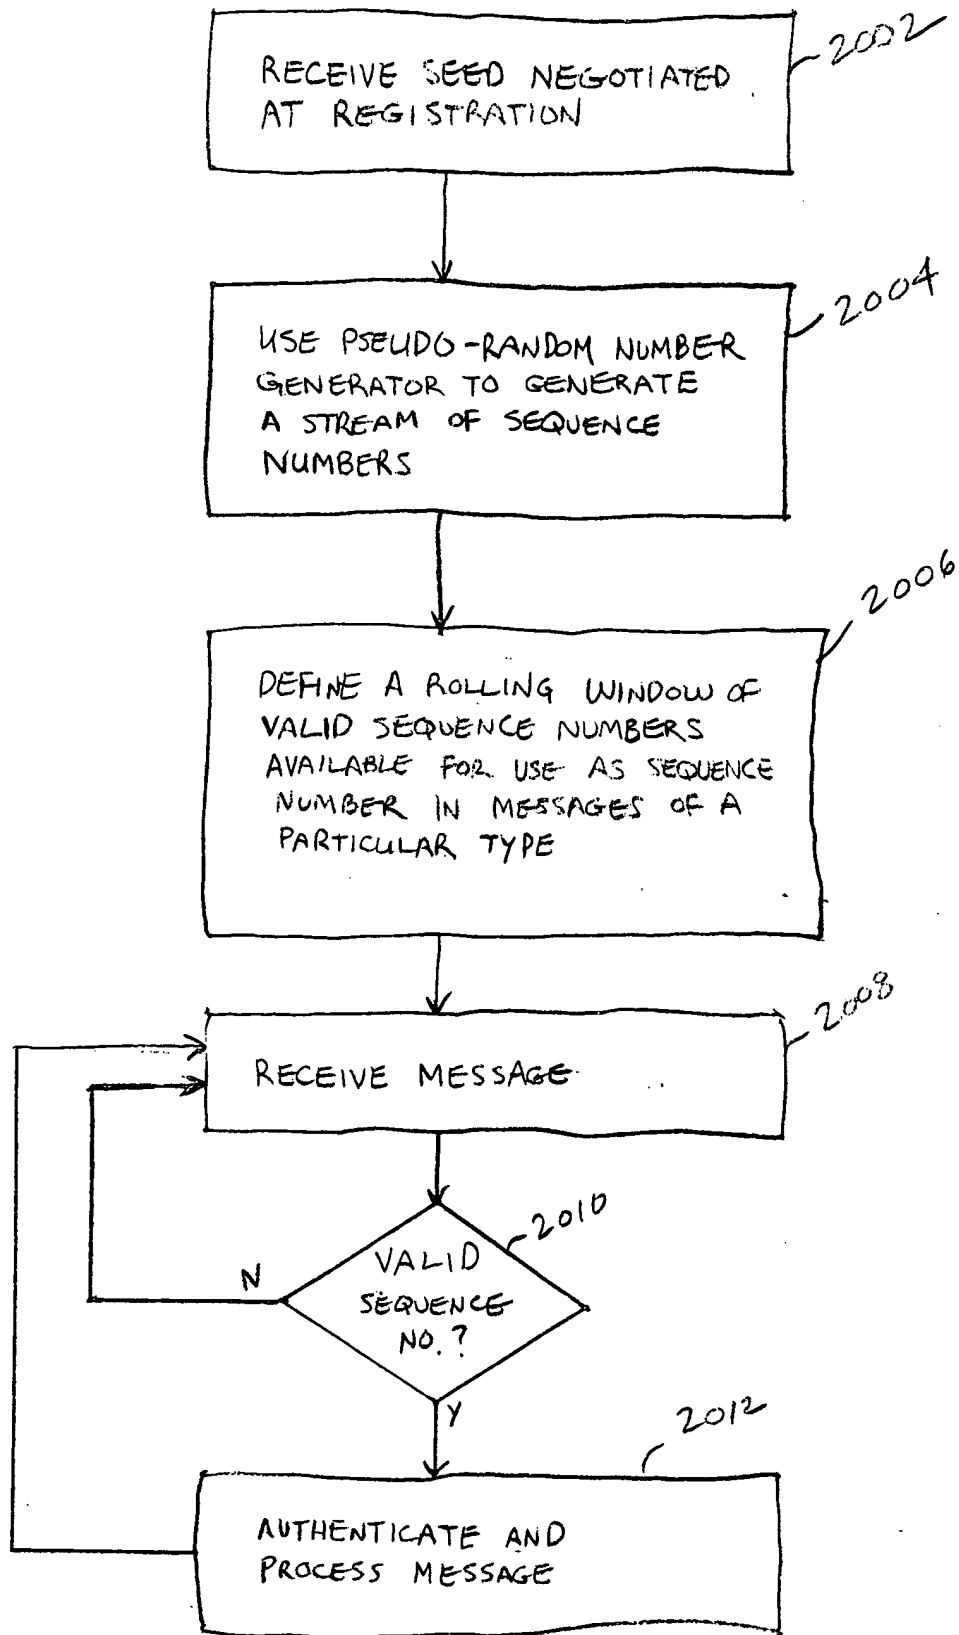 2002
RECEIVE SEED NEGOTIATED
AT REGISTRATION
2004
USE PSEUDO-RANDOM NUMBER
GENERATOR TO GENERATE
A STREAM OF SEQUENCE
NUMBERS
2006
DEFINE A ROLLING WINDOW OF
VALID SEQUENCE NUMBERS
AVAILABLE FOR USE AS SEQUENCE
NUMBER IN MESSAGES OF A
PARTICULAR TYPE
2008
RECEIVE MESSAGE
2010
VALID
SEQUENCE
NO.?
N
Y
2012
AUTHENTICATE AND
PROCESS MESSAGE